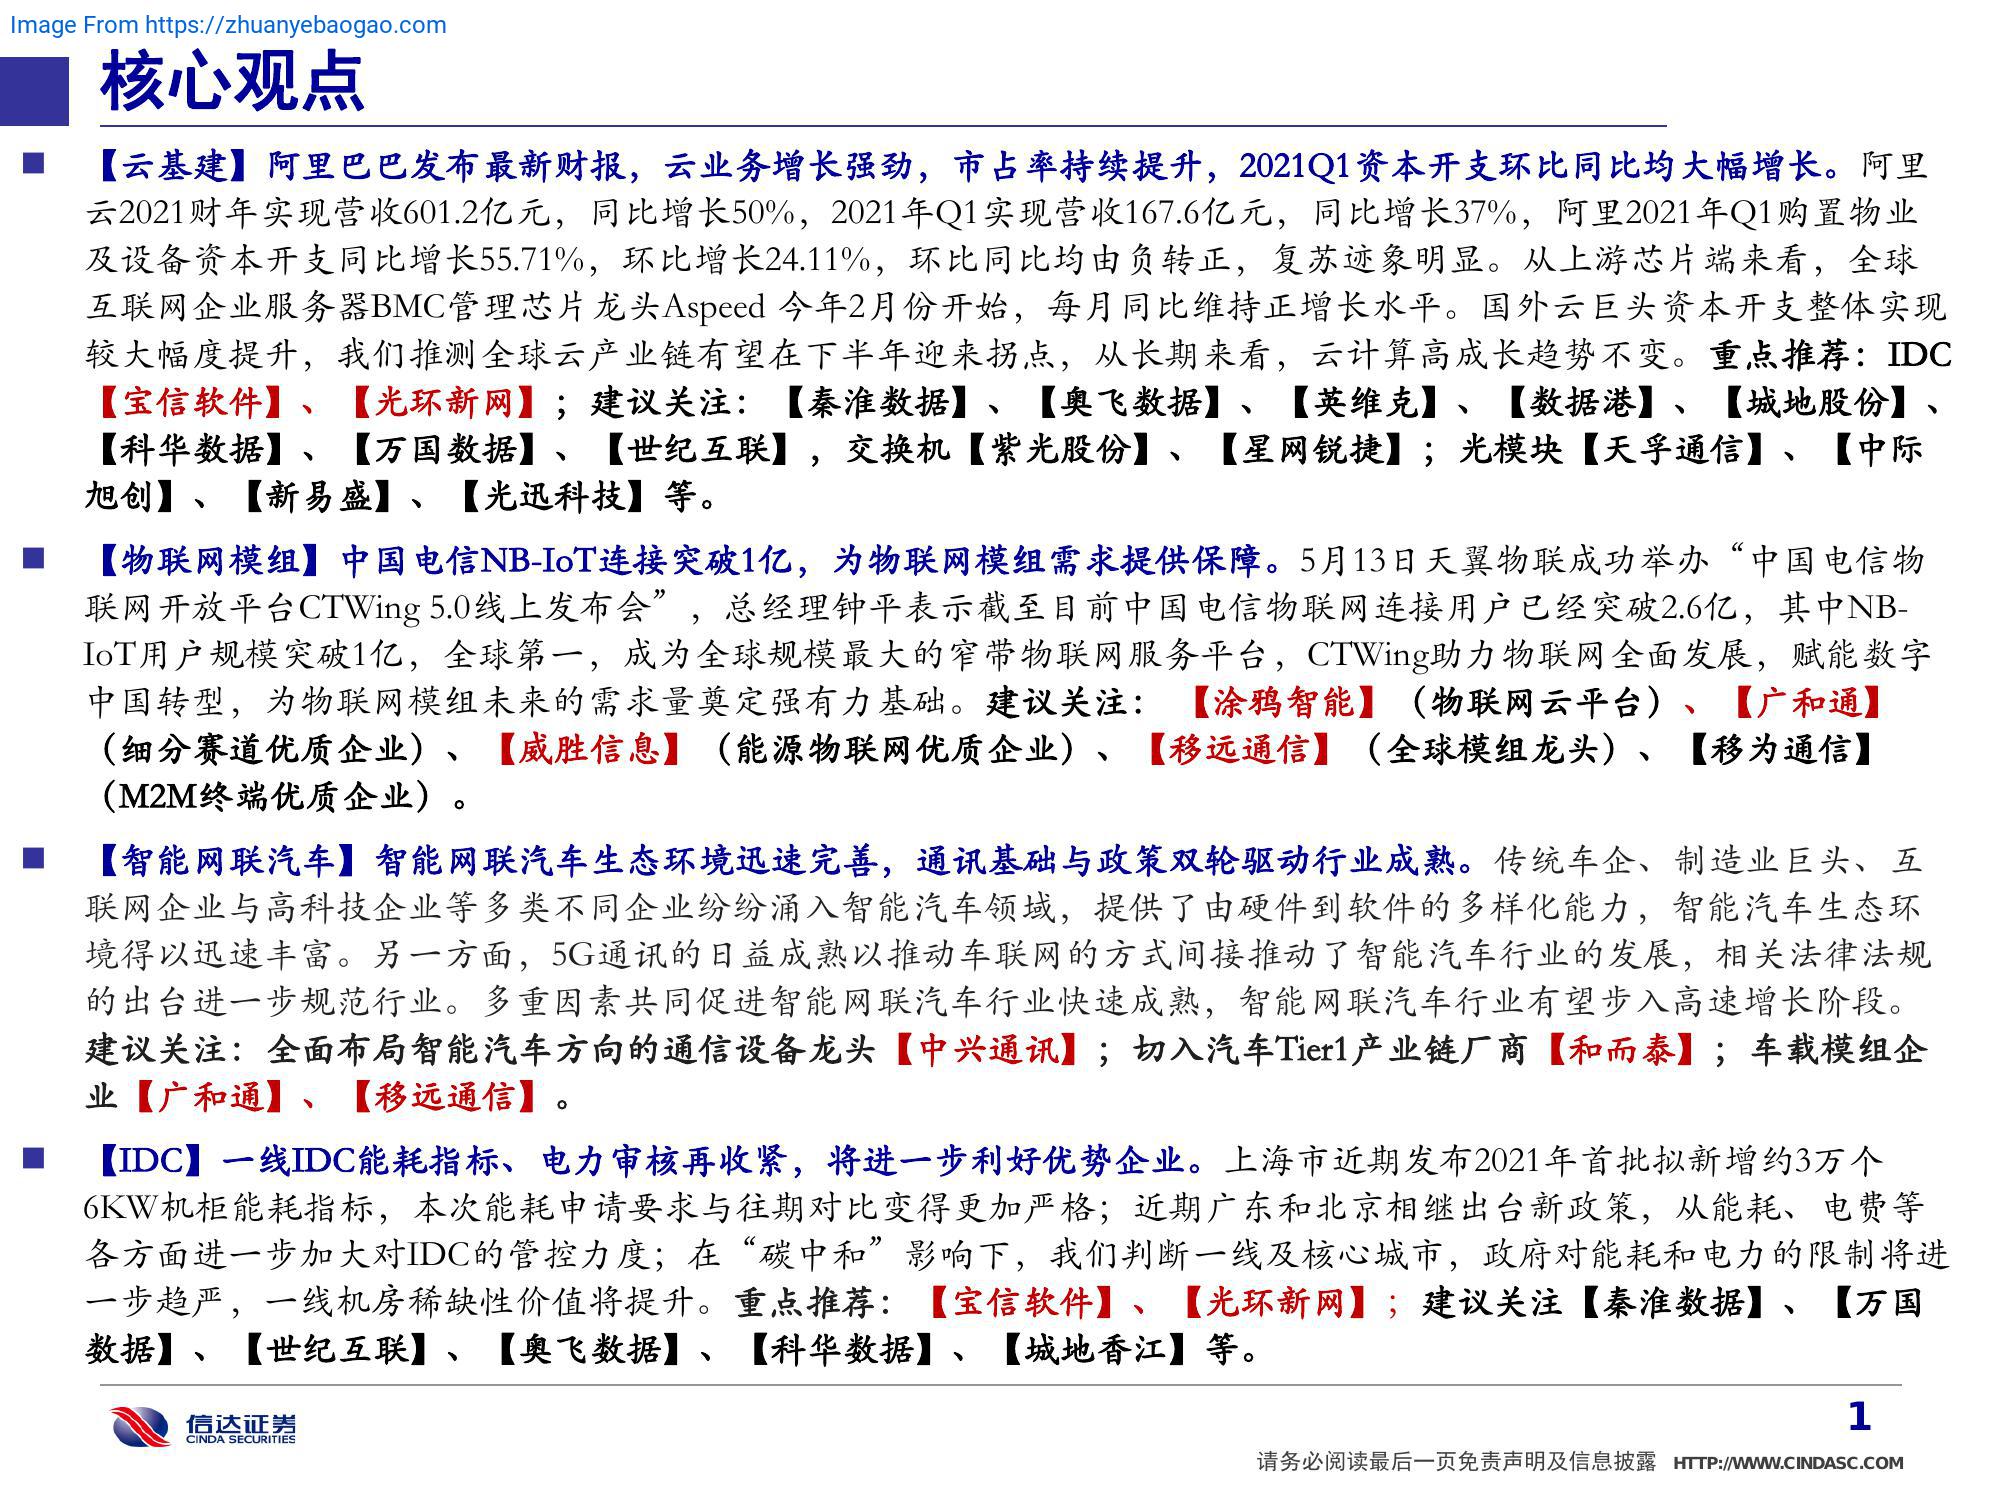 Image From https://zhuanyebaogao.com
核心观点
【云基建】阿里巴巴发布最新财报，云业务增长强劲，市占率持续提升，2021Q1资本开支环比同比均大幅增长。阿里
云2021财年实现营收601.2亿元，同比增长50%，2021年Q1实现营收167.6亿元，同比增长37%，阿里2021年Q1购置物业
及设备资本开支同比增长55.71%，环比增长24.11%，环比同比均由负转正，复苏迹象明显。从上游芯片端来看，全球
互联网企业服务器BMC管理芯片龙头Aspeed 今年2月份开始，每月同比维持正增长水平。国外云巨头资本开支整体实现
较大幅度提升，我们推测全球云产业链有望在下半年迎来拐点，从长期来看，云计算高成长趋势不变。重点推荐：IDC
【宝信软件】、【光环新网】；建议关注：【秦淮数据】、【奥飞数据】、【英维克】、【数据港】、【城地股份】、
【科华数据】、【万国数据】、【世纪互联】，交换机【紫光股份】、【星网锐捷】；光模块【天孚通信】、【中际
旭创】、【新易盛】、【光迅科技】等。
【物联网模组】中国电信NB-IoT连接突破1亿，为物联网模组需求提供保障。5月13日天翼物联成功举办“中国电信物
联网开放平台CTWing 5.0线上发布会”，总经理钟平表示截至目前中国电信物联网连接用户已经突破2.6亿，其中NB-
IoT用户规模突破1亿，全球第一，成为全球规模最大的窄带物联网服务平台，CTWing助力物联网全面发展，赋能数字
中国转型，为物联网模组未来的需求量奠定强有力基础。建议关注：【涂鸦智能】（物联网云平台）、【广和通】
（细分赛道优质企业）、【威胜信息】（能源物联网优质企业）、【移远通信】（全球模组龙头）、【移为通信】
（M2M终端优质企业）。
【智能网联汽车】智能网联汽车生态环境迅速完善，通讯基础与政策双轮驱动行业成熟。传统车企、制造业巨头、互
联网企业与高科技企业等多类不同企业纷纷涌入智能汽车领域，提供了由硬件到软件的多样化能力，智能汽车生态环
境得以迅速丰富。另一方面，5G通讯的日益成熟以推动车联网的方式间接推动了智能汽车行业的发展，相关法律法规
的出台进一步规范行业。多重因素共同促进智能网联汽车行业快速成熟，智能网联汽车行业有望步入高速增长阶段。
建议关注：全面布局智能汽车方向的通信设备龙头【中兴通讯】；切入汽车Tier1产业链厂商【和而泰】；车载模组企
业【广和通】、【移远通信】。
【IDC】一线IDC能耗指标、电力审核再收紧，将进一步利好优势企业。上海市近期发布2021年首批拟新增约3万个
6KW机柜能耗指标，本次能耗申请要求与往期对比变得更加严格；近期广东和北京相继出台新政策，从能耗、电费等
各方面进一步加大对IDC的管控力度；在“碳中和”影响下，我们判断一线及核心城市，政府对能耗和电力的限制将进
一步趋严，一线机房稀缺性价值将提升。重点推荐：【宝信软件】、【光环新网】；建议关注【秦淮数据】、【万国
数据】、【世纪互联】、【奥飞数据】、【科华数据】、【城地香江】等。
信达证券
CINDA SECURITIES
1
请务必阅读最后一页免责声明及信息披露 HTTP://WWW.CINDASC.COM